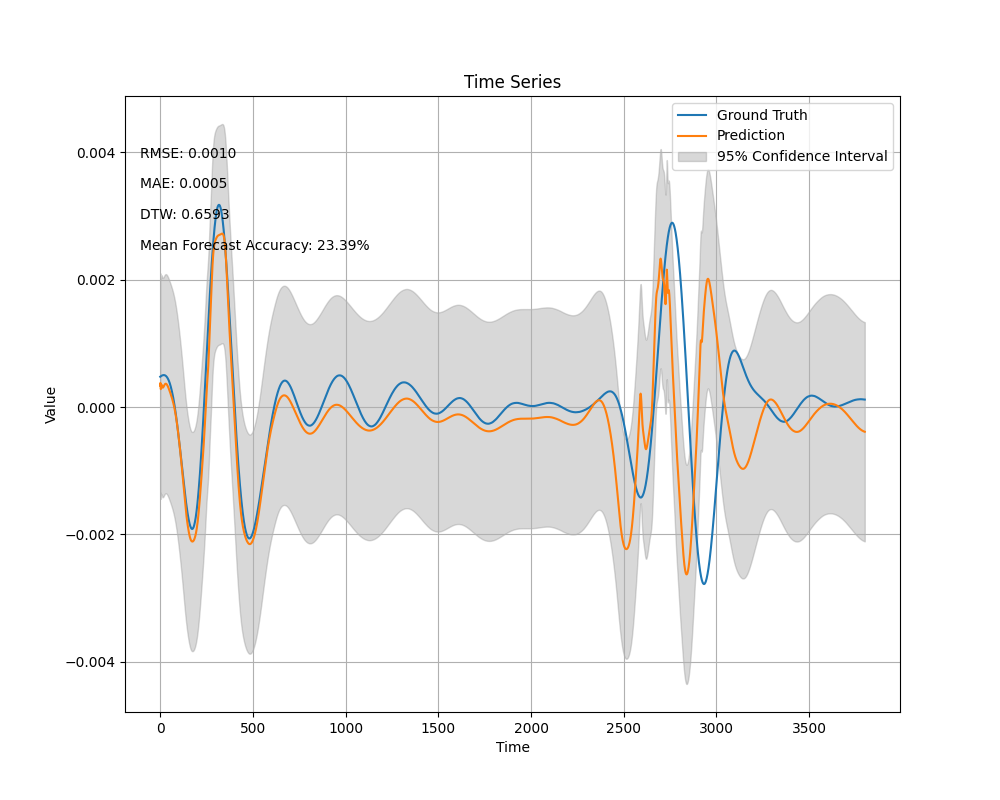 Time Series
Ground Truth
Prediction
95% Confidence Interval
RMSE: 0.0010
MAE: 0.0005
DTW: 0.6593
Mean Forecast Accuracy: 23.39%
0.004
0.002
0.000
−0.002
−0.004
Value
0 500 1000 1500 2000 2500 3000 3500
Time